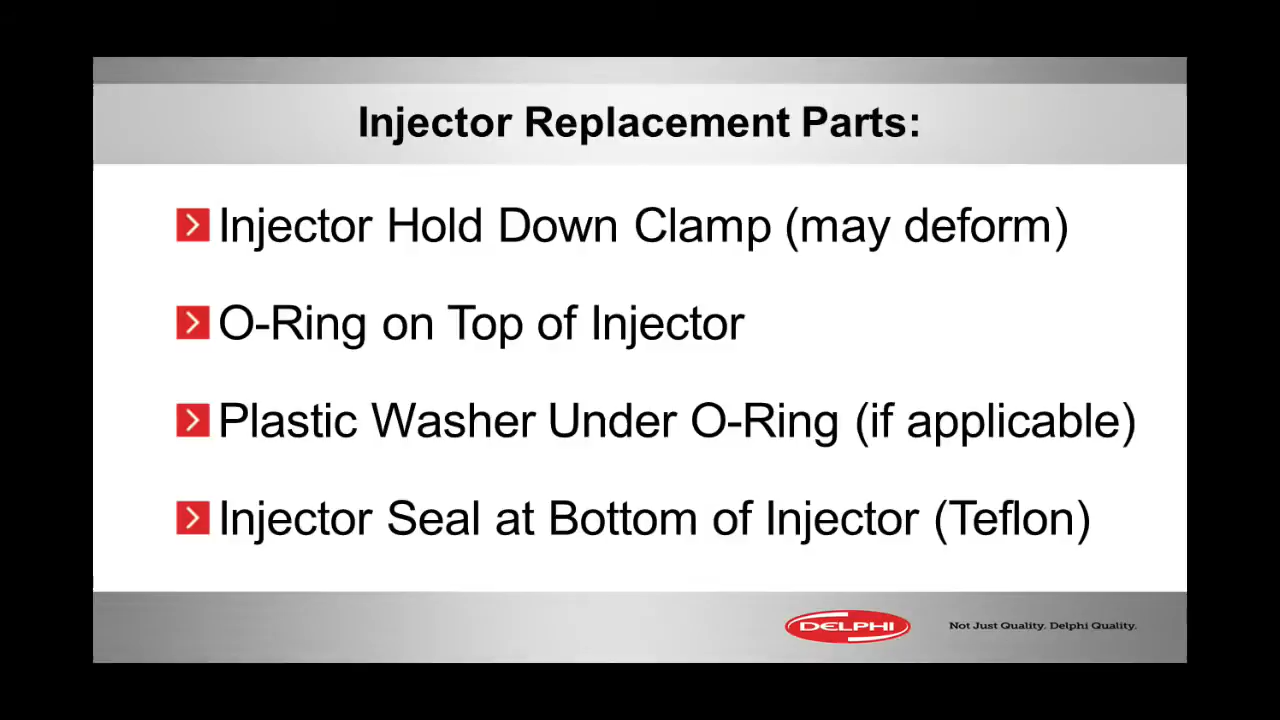 Injector Replacement Parts:
Injector Hold Down Clamp (may deform)
O-Ring on Top of Injector
Plastic Washer Under O-Ring (if applicable)
Injector Seal at Bottom of Injector (Teflon)
DELPHI
Not Just Quality. Delphi Quality.